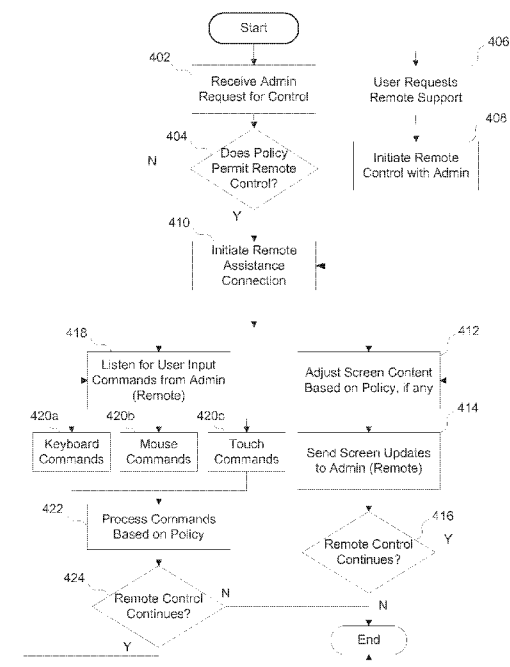 Start
402
Receive Admin
Request for Control
404
Does Policy
Permit Remote
Control?
N
Y
406
User Requests
Remote Support
408
Initiate Remote
Control with Admin
410
Initiate Remote
Assistance
Connection
418
Listen for User Input
Commands from Admin
(Remote)
412
Adjust Screen Content
Based on Policy, if any
420a
Keyboard
Commands
420b
Mouse
Commands
420c
Touch
Commands
414
Send Screen Updates
to Admin (Remote)
422
Process Commands
Based on Policy
416
Remote Control
Continues?
Y
N
424
Remote Control
Continues?
N
Y
End